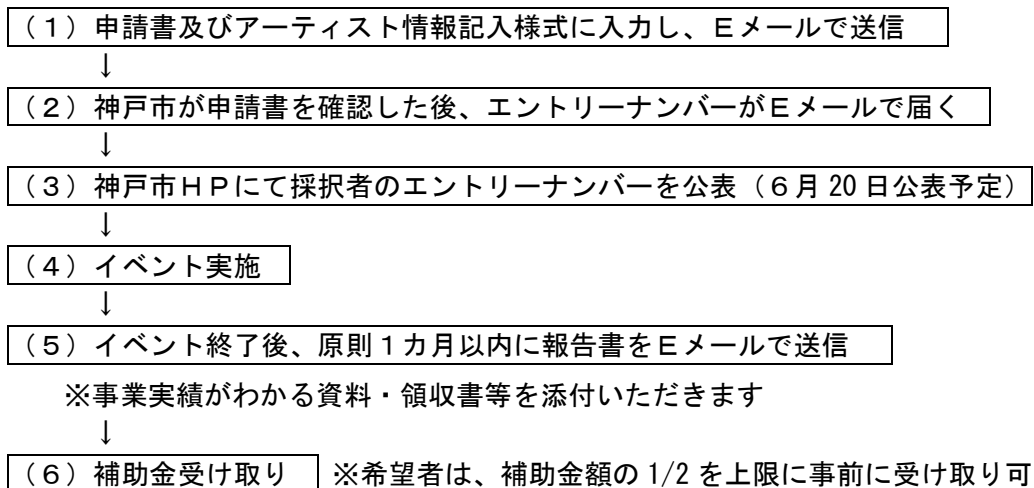 （１）申請書及びアーティスト情報記入様式に入力し、Ｅメールで送信
↓
（２）神戸市が申請書を確認した後、エントリーナンバーがＥメールで届く
↓
（３）神戸市ＨＰにて採択者のエントリーナンバーを公表（６月 20 日公表予定）
↓
（４）イベント実施
↓
（５）イベント終了後、原則１カ月以内に報告書をＥメールで送信
※事業実績がわかる資料・領収書等を添付いただきます
↓
（６）補助金受け取り ※希望者は、補助金額の 1/2 を上限に事前に受け取り可